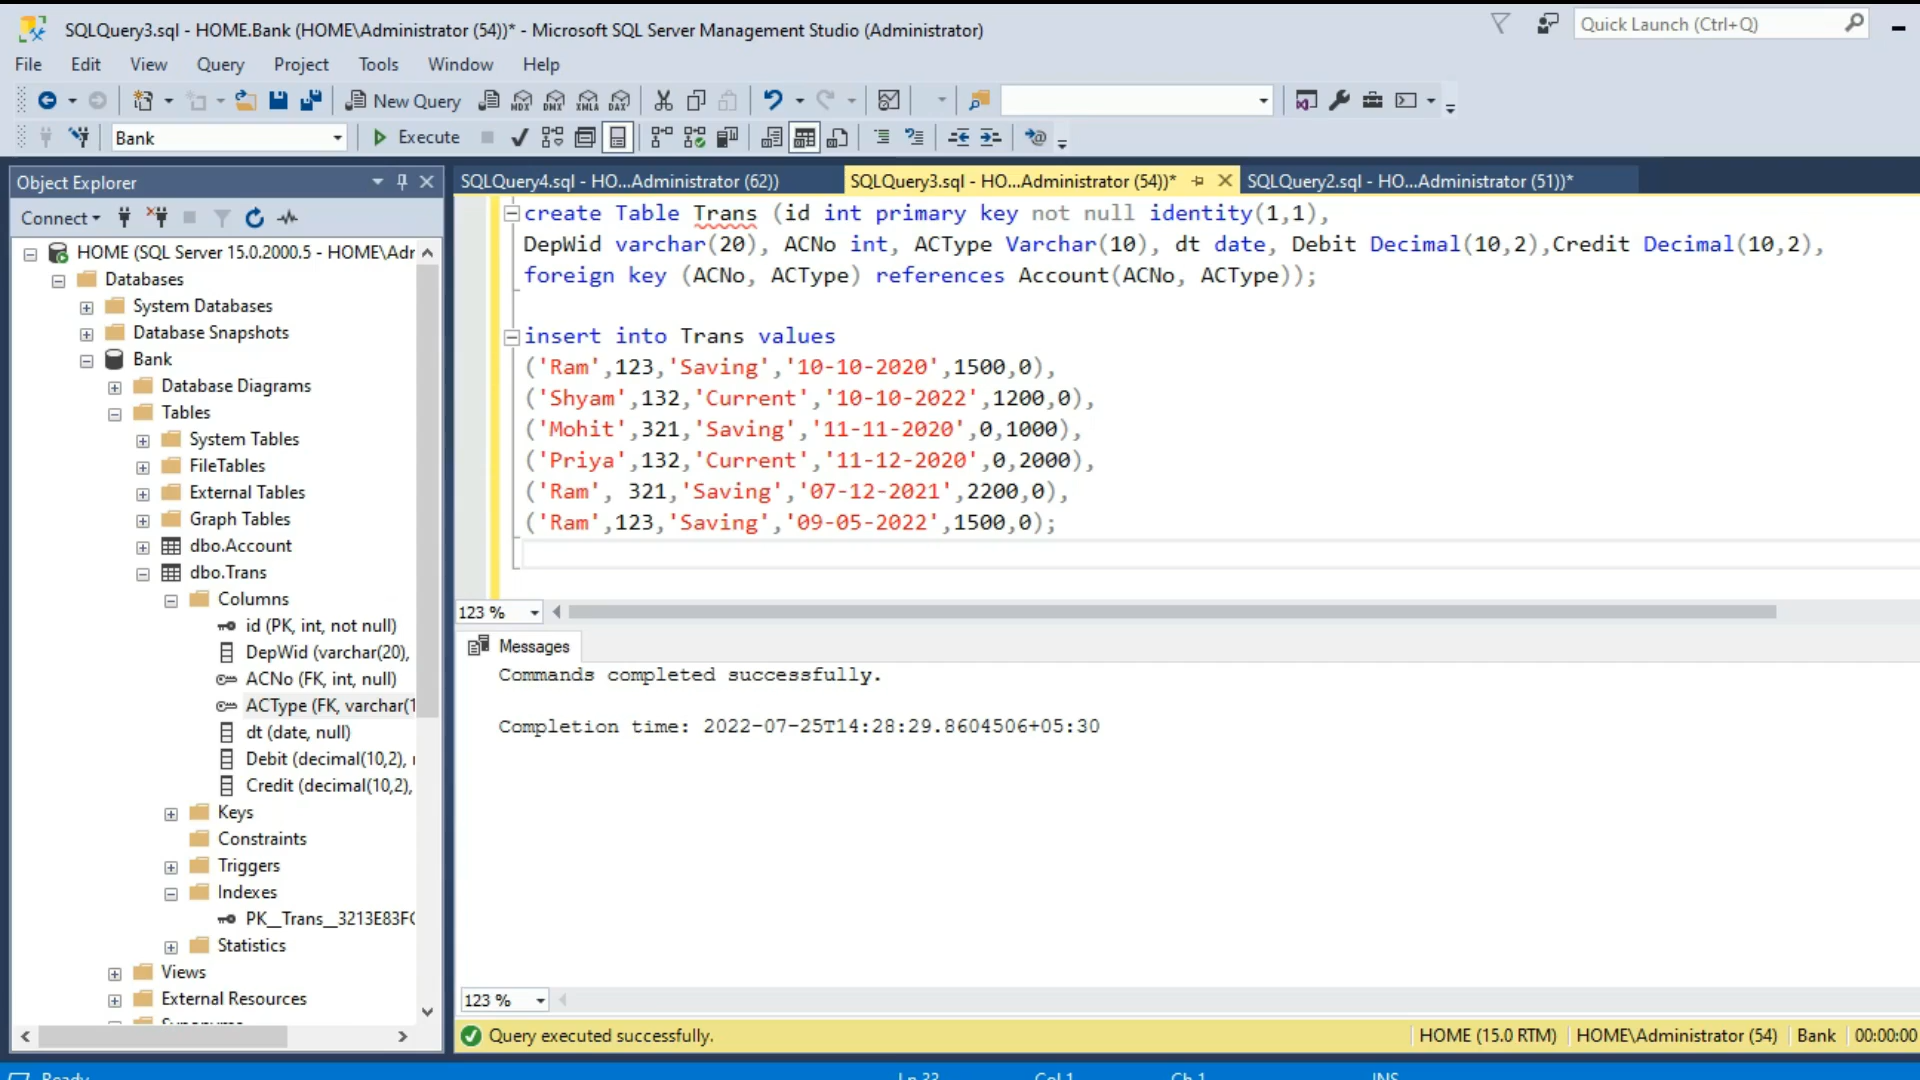 SQLQuery3.sql - HOME.Bank (HOME\Administrator (54))* - Microsoft SQL Server Management Studio (Administrator)
Quick Launch (Ctrl+Q)
File Edit View Query Project Tools Window Help
New Query MDX DMX XMLA DAX
Bank Execute
Object Explorer
SQLQuery4.sql - HO...Administrator (62)) SQLQuery3.sql - HO...Administrator (54))* SQLQuery2.sql - HO...Administrator (51))*
Connect
HOME (SQL Server 15.0.2000.5 - HOME\Adr
Databases
System Databases
Database Snapshots
Bank
Database Diagrams
Tables
System Tables
FileTables
External Tables
Graph Tables
dbo.Account
dbo.Trans
Columns
id (PK, int, not null)
DepWid (varchar(20),
ACNo (FK, int, null)
ACType (FK, varchar(1
dt (date, null)
Debit (decimal(10,2), 
Credit (decimal(10,2),
Keys
Constraints
Triggers
Indexes
PK__Trans__3213E83F
Statistics
Views
External Resources
create Table Trans (id int primary key not null identity(1,1),
DepWid varchar(20), ACNo int, ACType Varchar(10), dt date, Debit Decimal(10,2),Credit Decimal(10,2),
foreign key (ACNo, ACType) references Account(ACNo, ACType));
insert into Trans values
('Ram',123,'Saving','10-10-2020',1500,0),
('Shyam',132,'Current','10-10-2022',1200,0),
('Mohit',321,'Saving','11-11-2020',0,1000),
('Priya',132,'Current','11-12-2020',0,2000),
('Ram', 321,'Saving','07-12-2021',2200,0),
('Ram',123,'Saving','09-05-2022',1500,0);
123 %
Messages
Commands completed successfully.
Completion time: 2022-07-25T14:28:29.8604506+05:30
123 %
Query executed successfully. HOME (15.0 RTM) HOME\Administrator (54) Bank 00:00:00